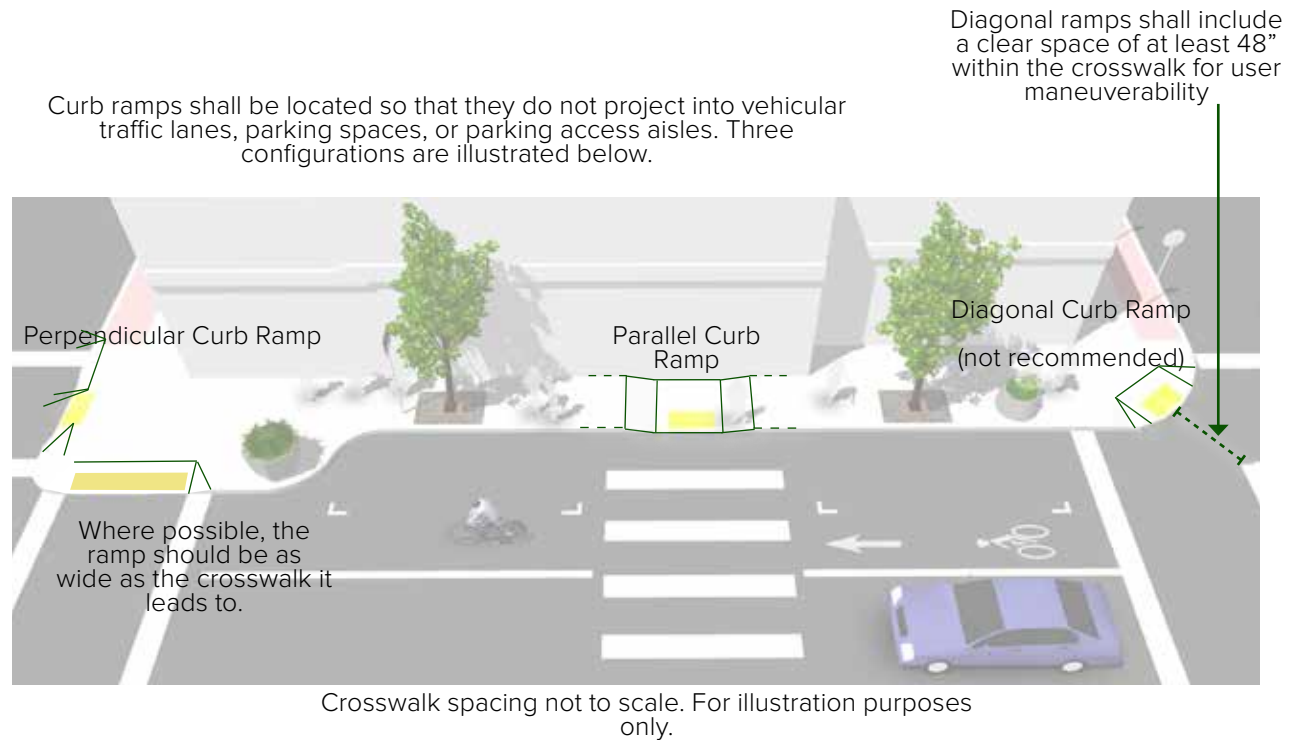 Diagonal ramps shall include
a clear space of at least 48”
within the crosswalk for user
maneuverability
Curb ramps shall be located so that they do not project into vehicular
traffic lanes, parking spaces, or parking access aisles. Three
configurations are illustrated below.
Perpendicular Curb Ramp
Parallel Curb
Ramp
Diagonal Curb Ramp
(not recommended)
Where possible, the
ramp should be as
wide as the crosswalk it
leads to.
Crosswalk spacing not to scale. For illustration purposes
only.